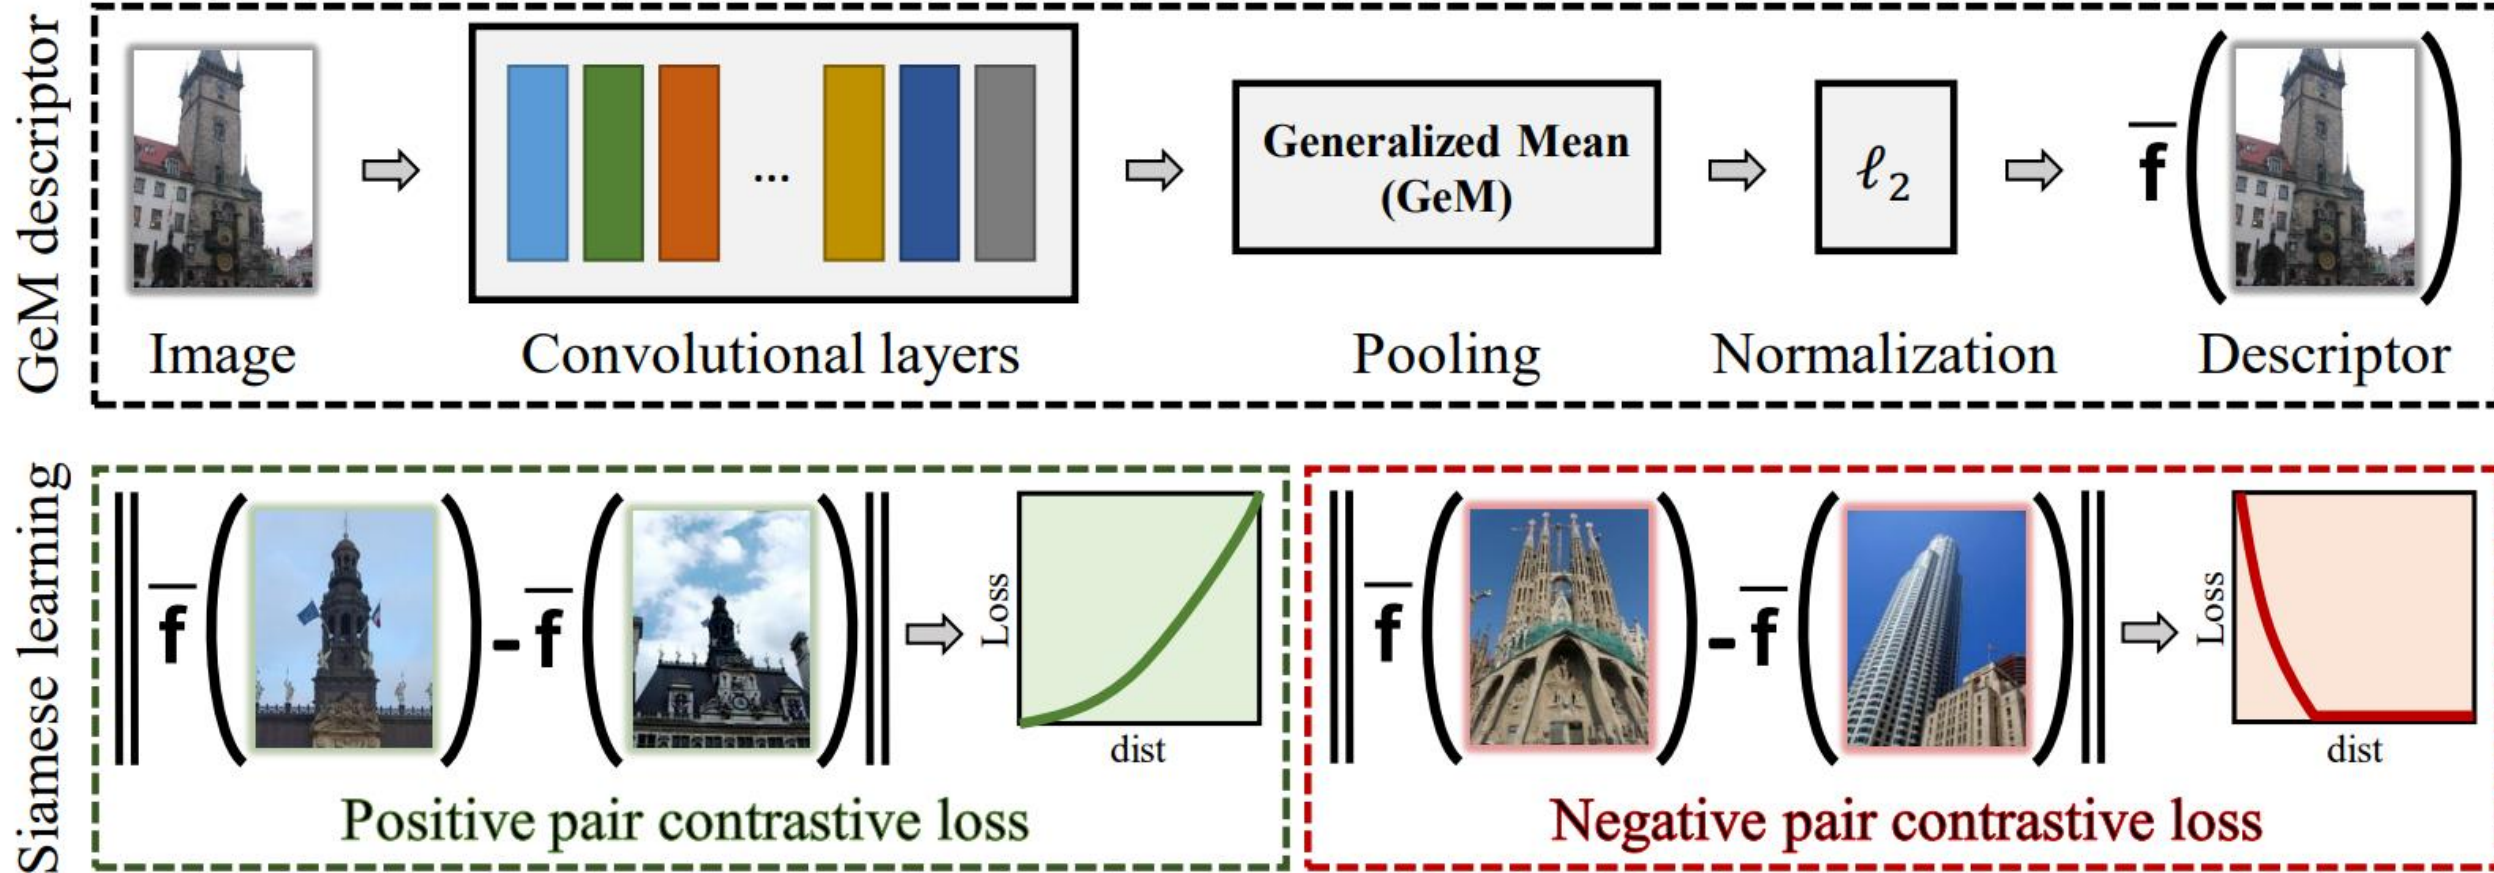 GeM descriptor
...
Generalized Mean
(GeM)
ℓ₂
f̅
Image
Convolutional layers
Pooling
Normalization
Descriptor
Siamese learning
f̅
-
f̅
Loss
dist
Positive pair contrastive loss
f̅
-
f̅
Loss
dist
Negative pair contrastive loss